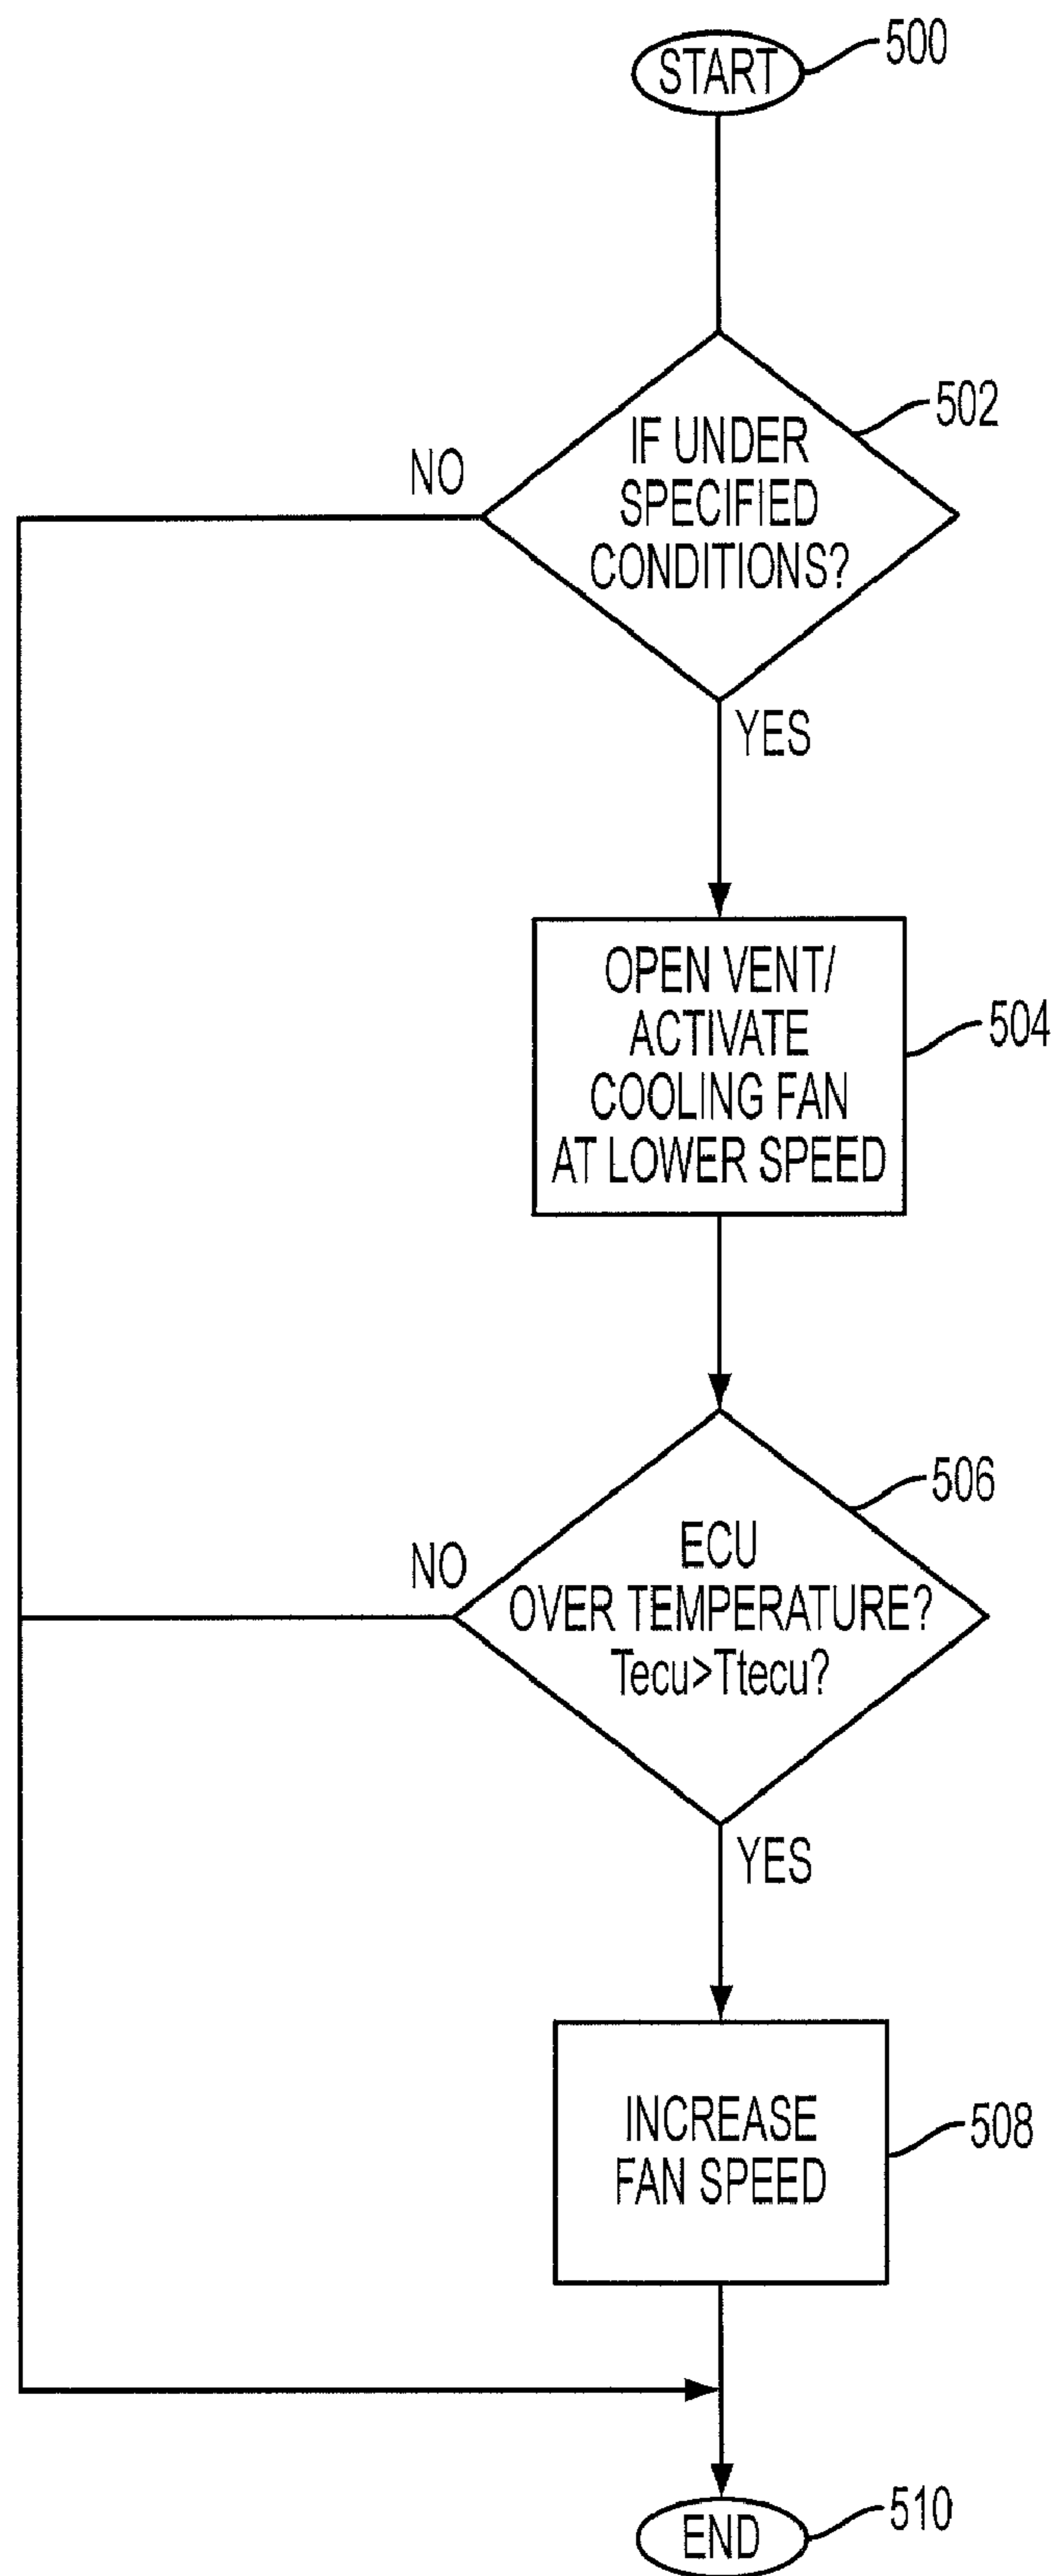 START
500
IF UNDER
SPECIFIED
CONDITIONS?
502
NO
YES
OPEN VENT/
ACTIVATE
COOLING FAN
AT LOWER SPEED
504
ECU
OVER TEMPERATURE?
Tecu>Ttecu?
506
NO
YES
INCREASE
FAN SPEED
508
END
510